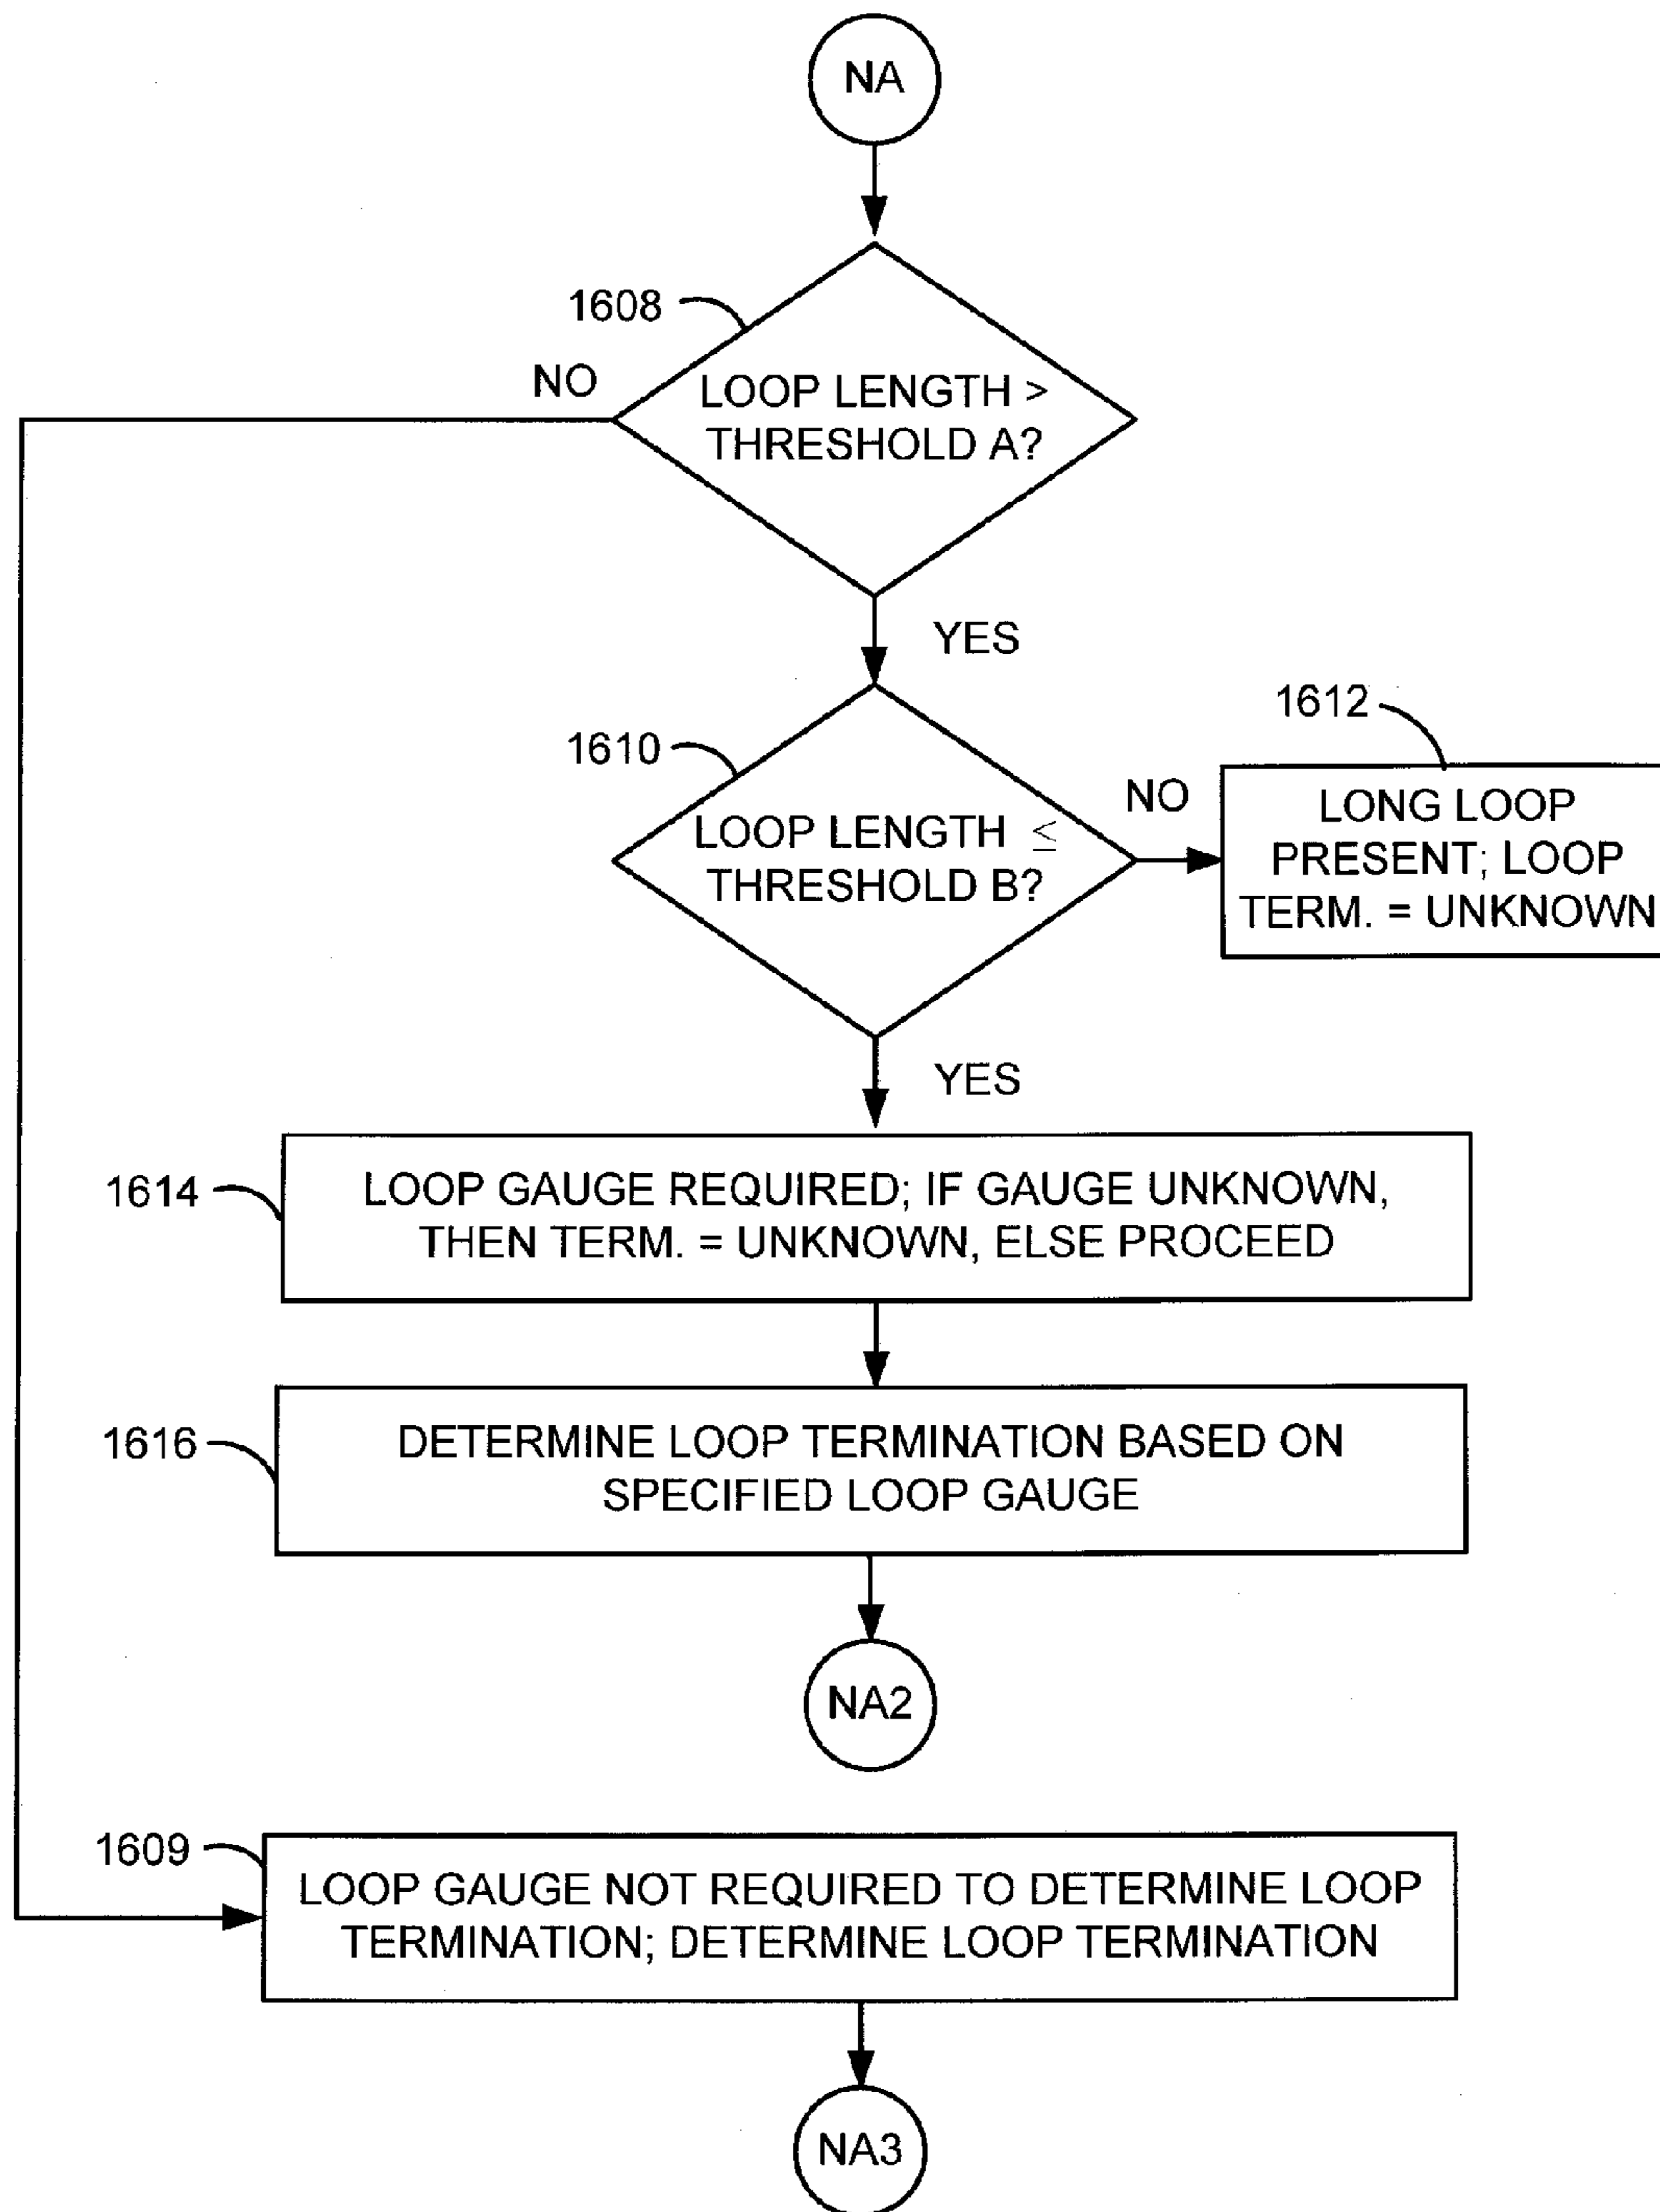 NA
1608
NO
LOOP LENGTH >
THRESHOLD A?
YES
1612
1610
NO
LONG LOOP
PRESENT; LOOP
TERM. = UNKNOWN
LOOP LENGTH ≤
THRESHOLD B?
YES
1614
LOOP GAUGE REQUIRED; IF GAUGE UNKNOWN,
THEN TERM. = UNKNOWN, ELSE PROCEED
1616
DETERMINE LOOP TERMINATION BASED ON
SPECIFIED LOOP GAUGE
NA2
1609
LOOP GAUGE NOT REQUIRED TO DETERMINE LOOP
TERMINATION; DETERMINE LOOP TERMINATION
NA3